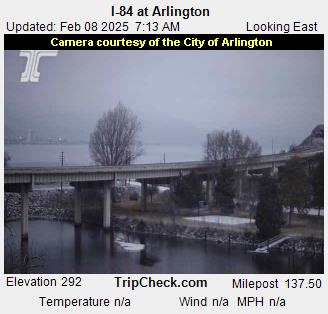 I-84 at Arlington
Updated: Feb 08 2025 7:13 AM Looking East
Camera courtesy of the City of Arlington
Elevation 292 TripCheck.com Milepost 137.50
Temperature n/a Wind n/a MPH n/a